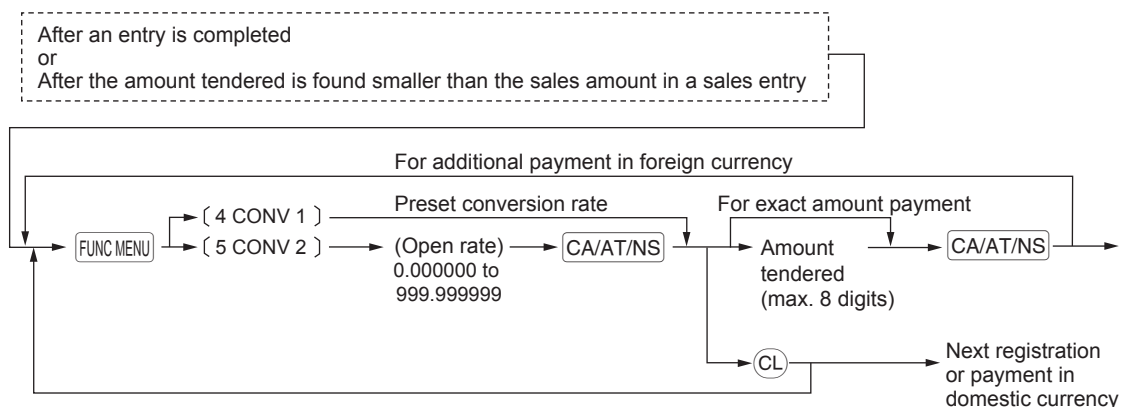 After an entry is completed
or
After the amount tendered is found smaller than the sales amount in a sales entry
For additional payment in foreign currency
〔 4 CONV 1 〕 Preset conversion rate For exact amount payment
FUNC MENU 〔 5 CONV 2 〕 (Open rate) CA/AT/NS Amount CA/AT/NS
0.000000 to tendered
999.999999 (max. 8 digits)
CL Next registration
or payment in
domestic currency